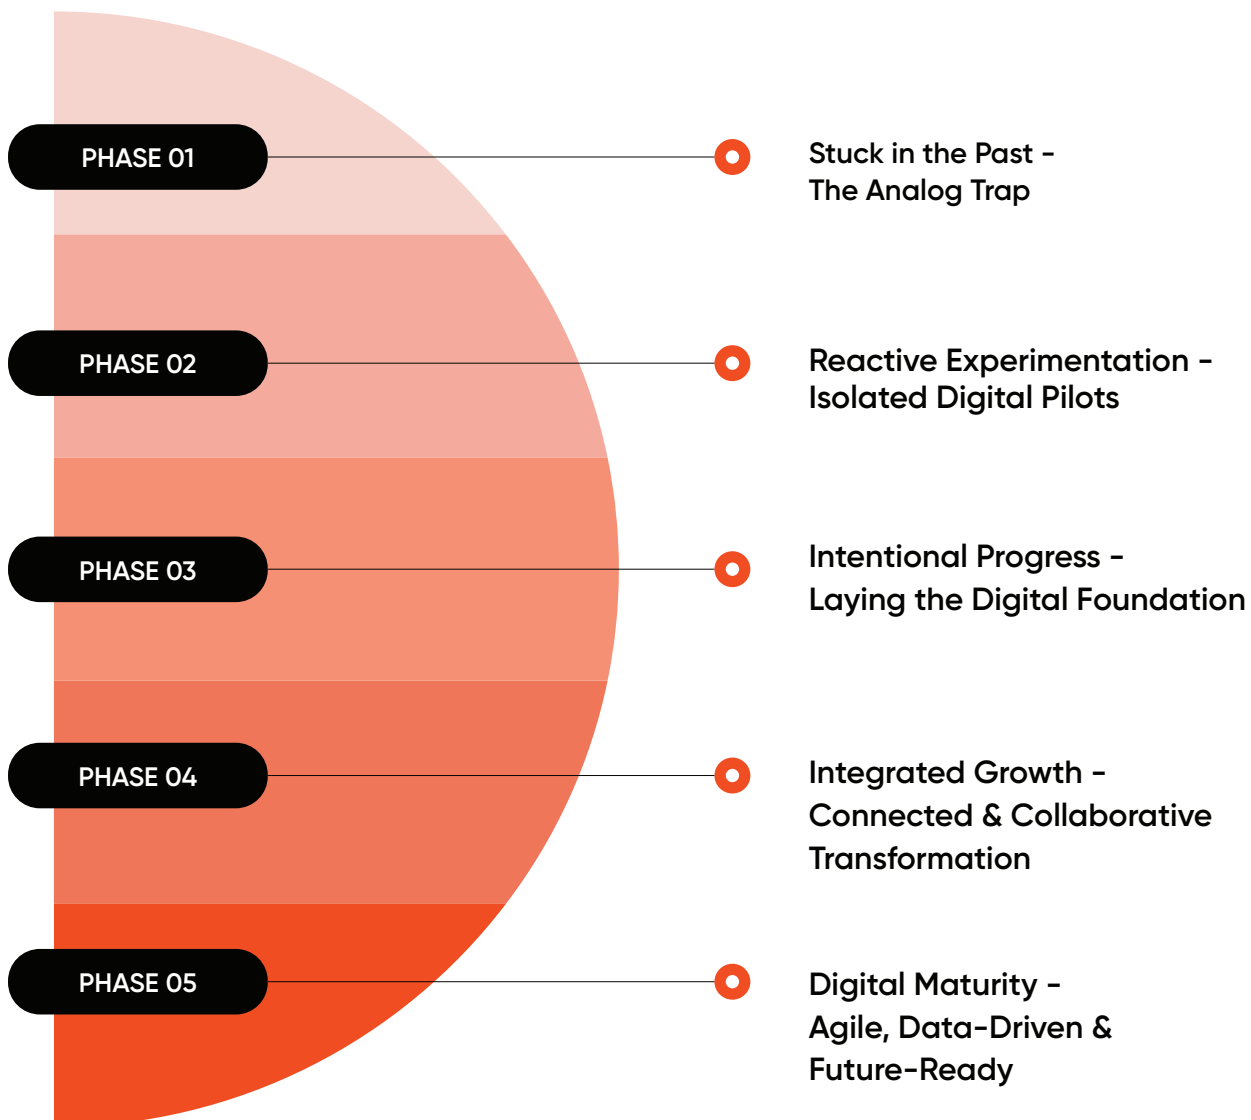 PHASE 01
Stuck in the Past -
The Analog Trap
PHASE 02
Reactive Experimentation -
Isolated Digital Pilots
PHASE 03
Intentional Progress -
Laying the Digital Foundation
PHASE 04
Integrated Growth -
Connected & Collaborative
Transformation
PHASE 05
Digital Maturity -
Agile, Data-Driven &
Future-Ready